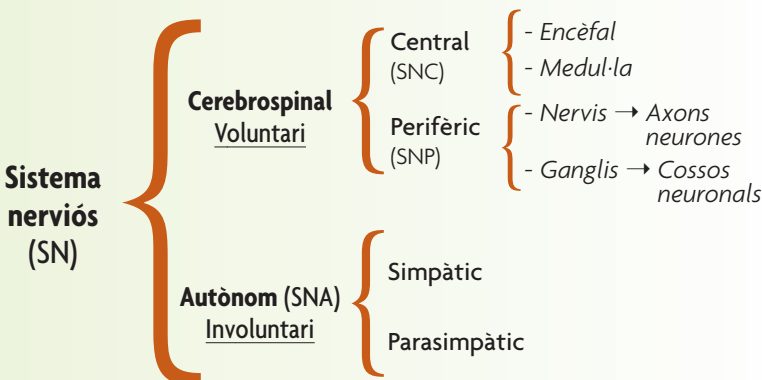 Sistema
nerviós
(SN)
Cerebrospinal
Voluntari
Central
(SNC)
- Encèfal
- Medul·la
Perifèric
(SNP)
- Nervis → Axons
neurones
- Ganglis → Cossos
neuronals
Autònom (SNA)
Involuntari
Simpàtic
Parasimpàtic